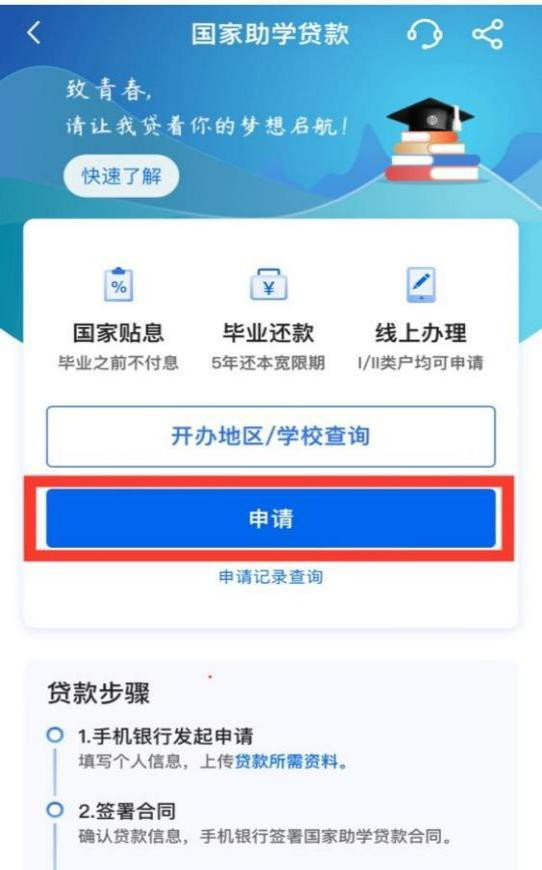 国家助学贷款
致青春,
请让我贷着你的梦想启航!
快速了解
%
¥
国家贴息
毕业还款
线上办理
毕业之前不付息
5年还本宽限期
I/II类户均可申请
开办地区/学校查询
申请
申请记录查询
贷款步骤
1.手机银行发起申请
填写个人信息，上传贷款所需资料。
2.签署合同
确认贷款信息，手机银行签署国家助学贷款合同。